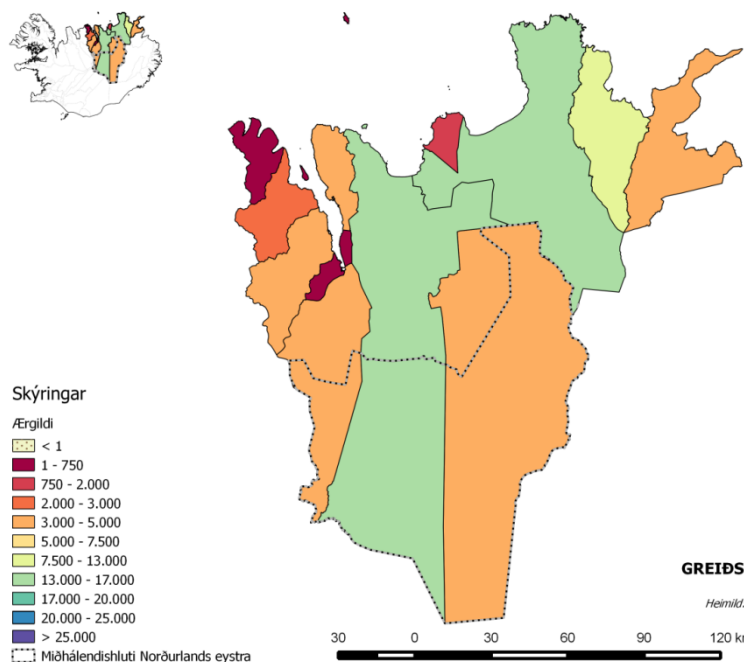 Skýringar
Ærgildi
< 1
1 - 750
750 - 2.000
2.000 - 3.000
3.000 - 5.000
5.000 - 7.500
7.500 - 13.000
13.000 - 17.000
17.000 - 20.000
20.000 - 25.000
> 25.000
Miðhálendishluti Norðurlands eystra
GREIÐS
Heimild:
30 0 30 60 90 120 km